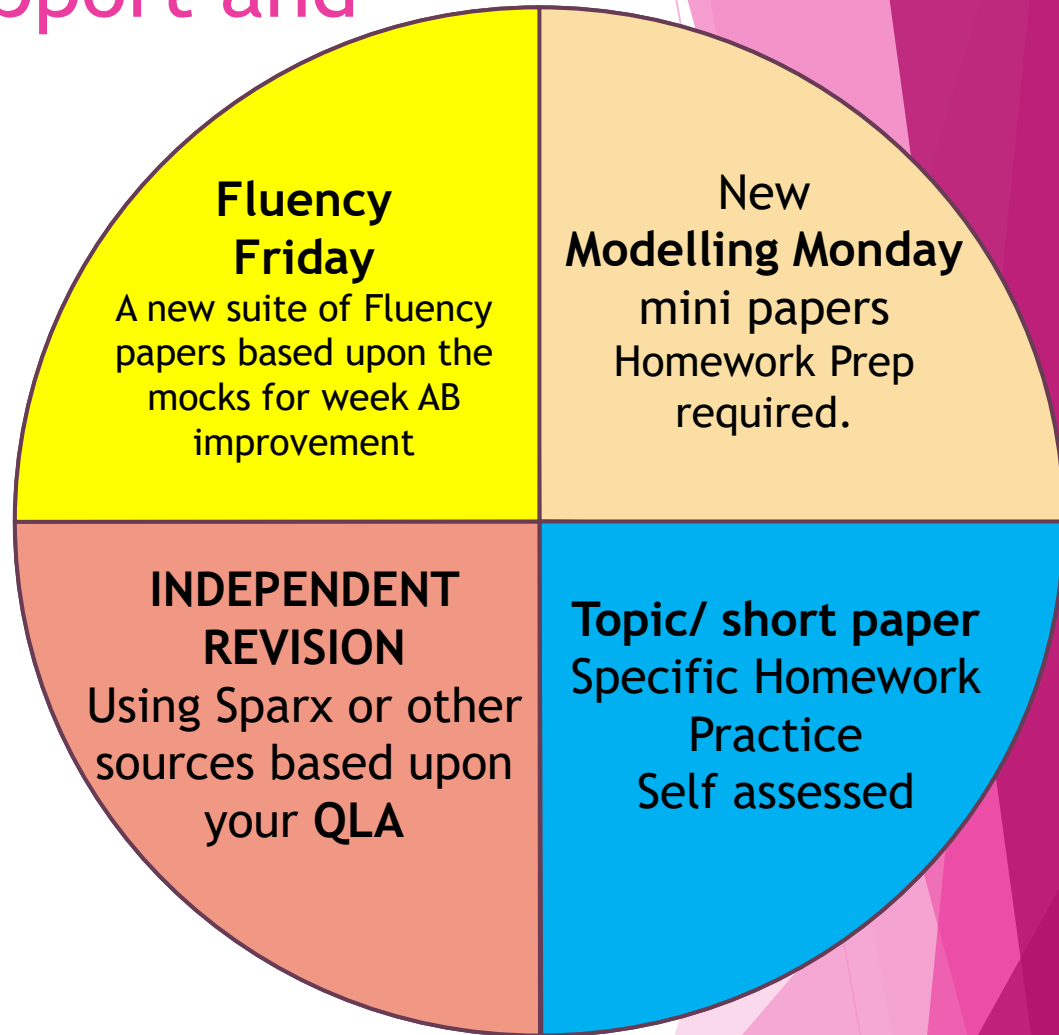 pport and
Fluency
Friday
A new suite of Fluency
papers based upon the
mocks for week AB
improvement
New
Modelling Monday
mini papers
Homework Prep
required.
INDEPENDENT
REVISION
Using Sparx or other
sources based upon
your QLA
Topic/ short paper
Specific Homework
Practice
Self assessed